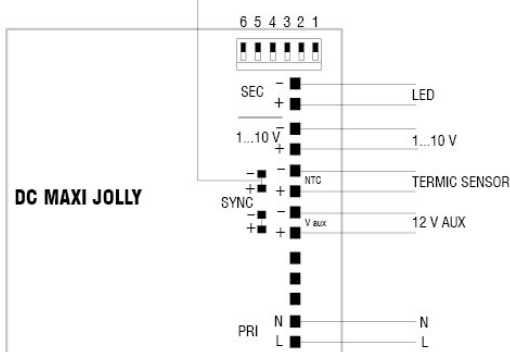 6 5 4 3 2 1
SEC
-
+
LED
1...10 V
-
+
1...10 V
DC MAXI JOLLY
-
+
SYNC
-
+
-
NTC
+
TERMIC SENSOR
-
V aux
+
12 V AUX
PRI
N
N
L
L